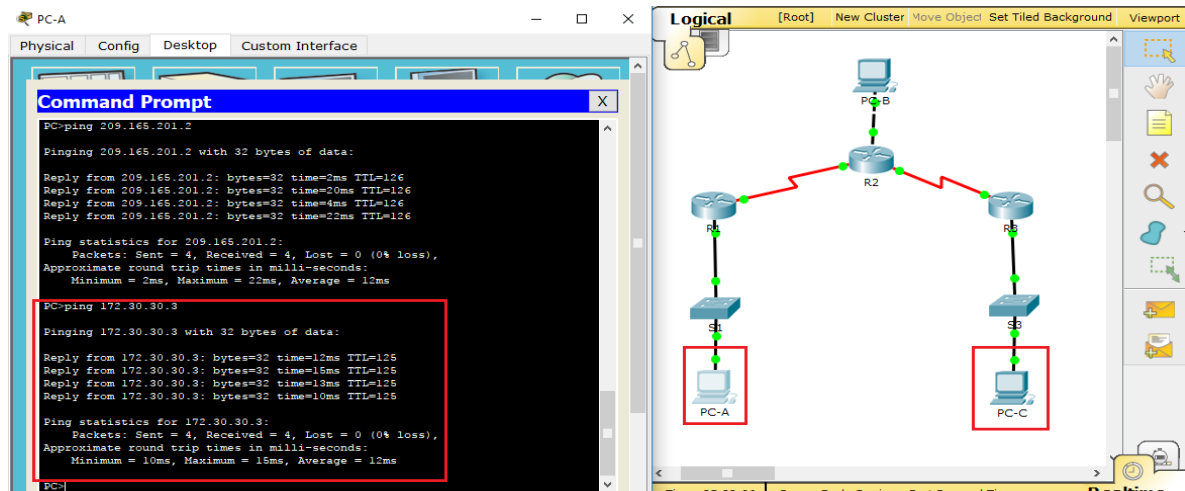 PC-A
Physical Config Desktop Custom Interface
Command Prompt
X
PC>ping 209.165.201.2
Pinging 209.165.201.2 with 32 bytes of data:
Reply from 209.165.201.2: bytes=32 time=2ms TTL=126
Reply from 209.165.201.2: bytes=32 time=20ms TTL=126
Reply from 209.165.201.2: bytes=32 time=4ms TTL=126
Reply from 209.165.201.2: bytes=32 time=22ms TTL=126
Ping statistics for 209.165.201.2:
Packets: Sent = 4, Received = 4, Lost = 0 (0% loss),
Approximate round trip times in milli-seconds:
Minimum = 2ms, Maximum = 22ms, Average = 12ms
PC>ping 172.30.30.3
Pinging 172.30.30.3 with 32 bytes of data:
Reply from 172.30.30.3: bytes=32 time=12ms TTL=125
Reply from 172.30.30.3: bytes=32 time=15ms TTL=125
Reply from 172.30.30.3: bytes=32 time=13ms TTL=125
Reply from 172.30.30.3: bytes=32 time=10ms TTL=125
Ping statistics for 172.30.30.3:
Packets: Sent = 4, Received = 4, Lost = 0 (0% loss),
Approximate round trip times in milli-seconds:
Minimum = 10ms, Maximum = 15ms, Average = 12ms
PC>
Logical [Root] New Cluster Move Object Set Tiled Background Viewport
PC-B
R2
R1
R3
S1
S3
PC-A
PC-C
Realtime